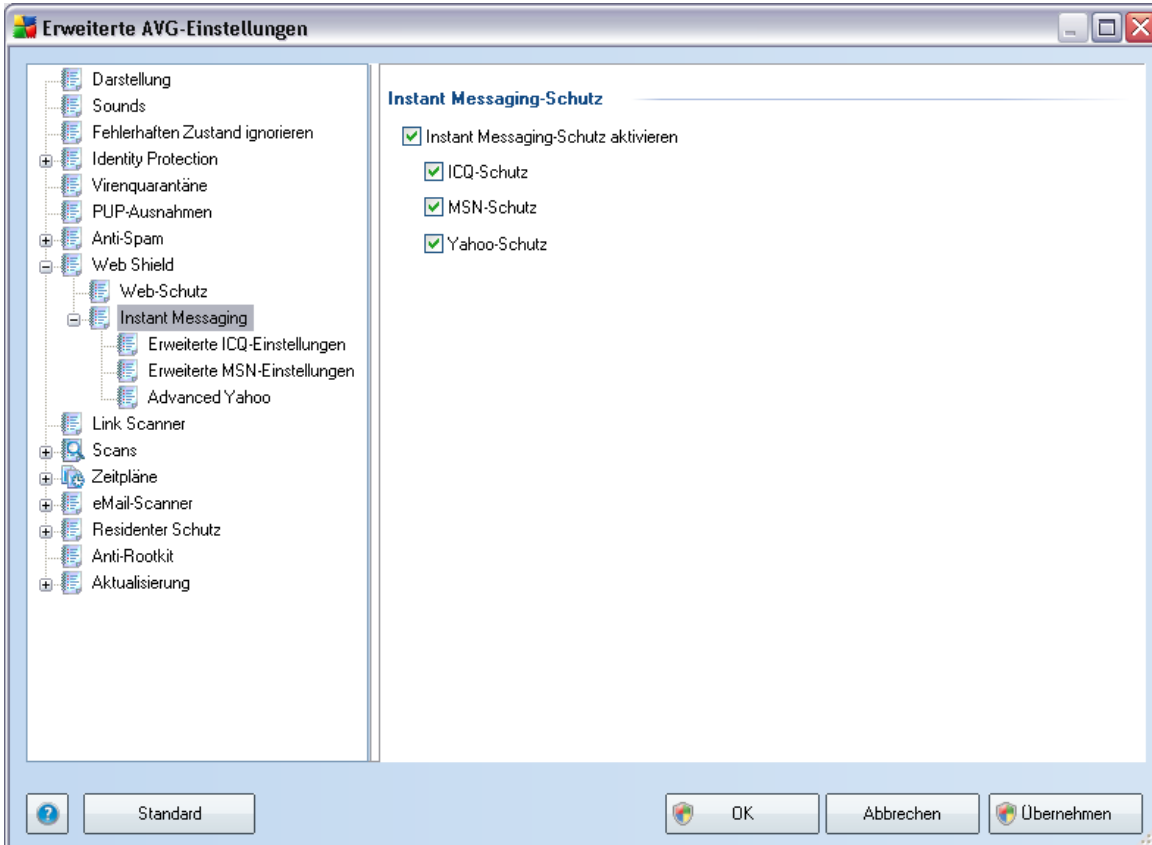 Erweiterte AVG-Einstellungen
Darstellung
Sounds
Fehlerhaften Zustand ignorieren
Identity Protection
Virenquarantäne
PUP-Ausnahmen
Anti-Spam
Web Shield
Web-Schutz
Instant Messaging
Erweiterte ICQ-Einstellungen
Erweiterte MSN-Einstellungen
Advanced Yahoo
Link Scanner
Scans
Zeitpläne
eMail-Scanner
Residenter Schutz
Anti-Rootkit
Aktualisierung
Instant Messaging-Schutz
Instant Messaging-Schutz aktivieren
ICQ-Schutz
MSN-Schutz
Yahoo-Schutz
?
Standard
OK
Abbrechen
Übernehmen